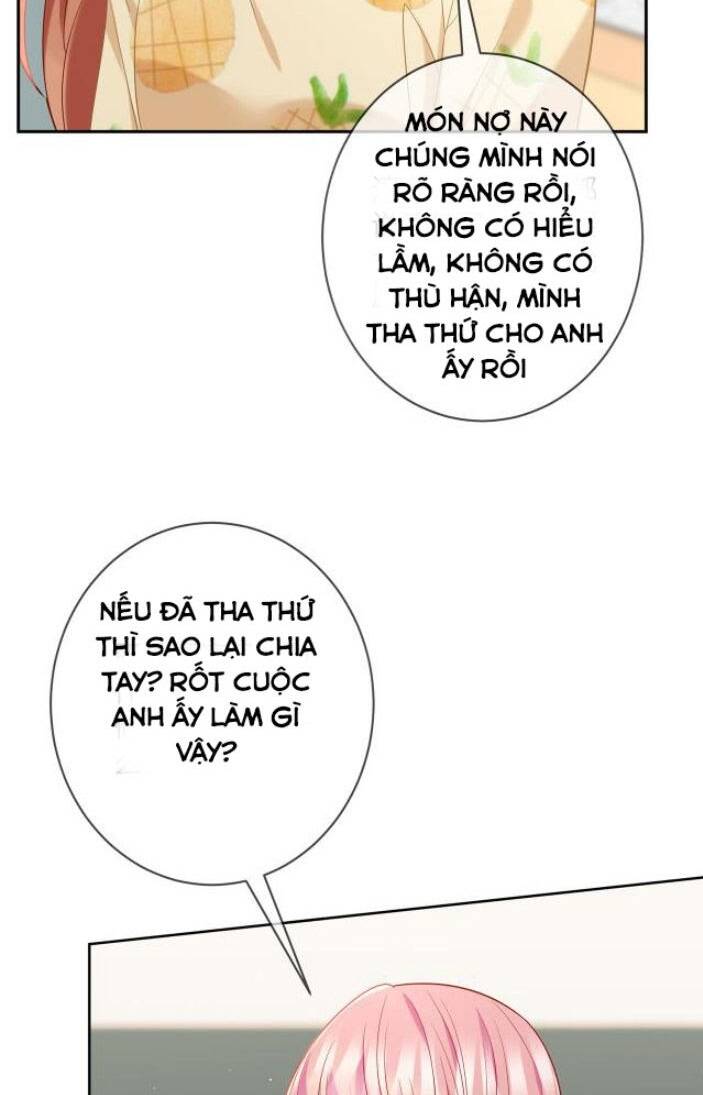 MÓN NỢ NÀY
CHÚNG MÌNH NÓI
RÕ RÀNG RỒI,
KHÔNG CÓ HIỂU
LẦM, KHÔNG CÓ
THÙ HẬN, MÌNH
THA THỨ CHO ANH
ẤY RỒI
NẾU ĐÃ THA THỨ
THÌ SAO LẠI CHIA
TAY? RỐT CUỘC
ANH ẤY LÀM GÌ
VẬY?